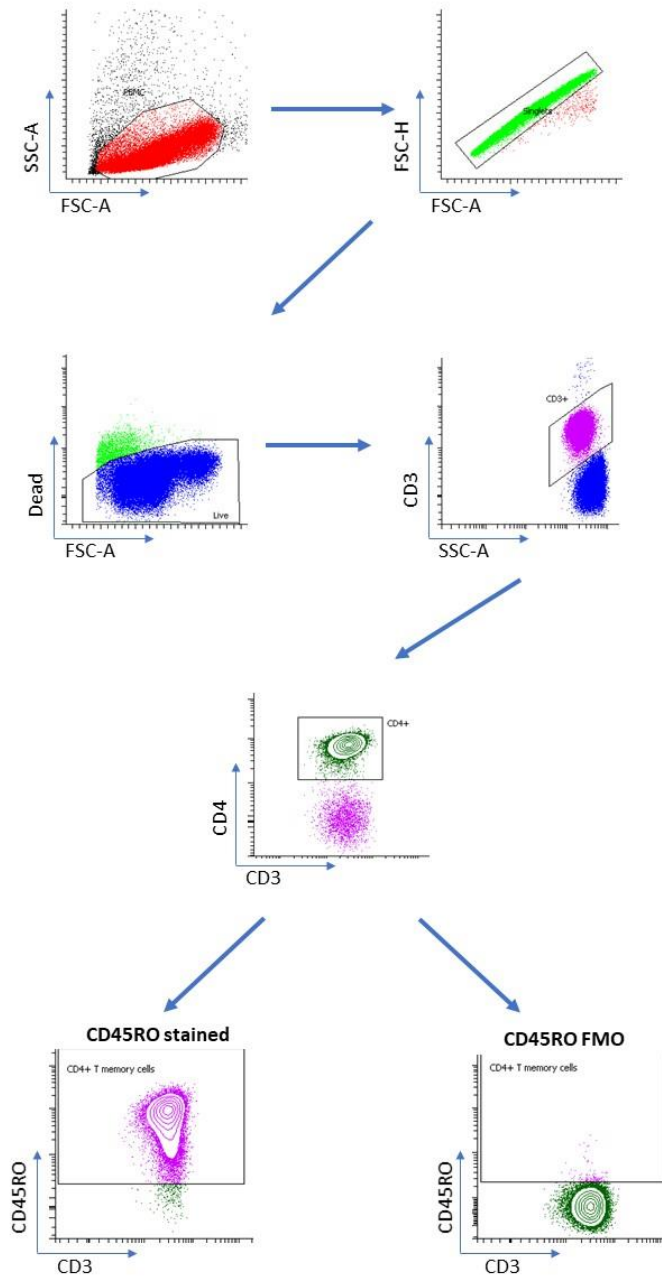 PBMC
SSC-A
FSC-A
Singlets
FSC-H
FSC-A
Live
Dead
FSC-A
CD3+
CD3
SSC-A
CD4+
CD4
CD3
CD45RO stained
CD4+ T memory cells
CD45RO
CD3
CD45RO FMO
CD4+ T memory cells
CD45RO
CD3